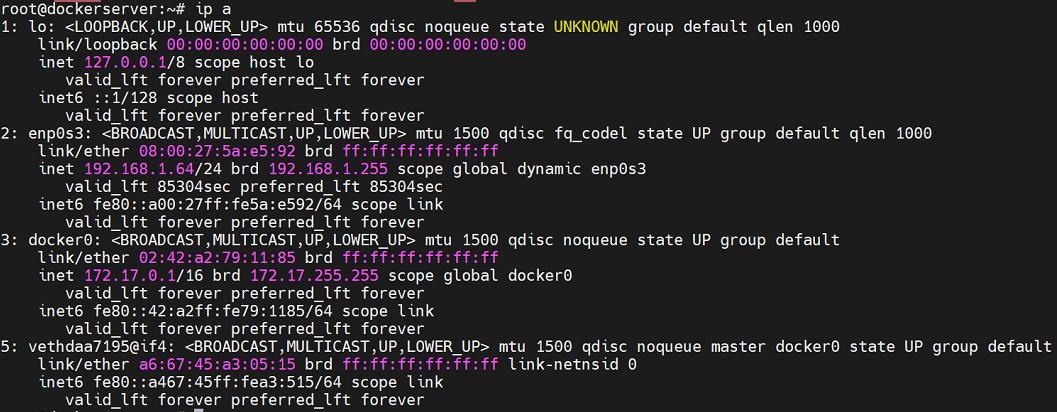 root@dockerserver:~# ip a
1: lo: <LOOPBACK,UP,LOWER_UP> mtu 65536 qdisc noqueue state UNKNOWN group default qlen 1000
    link/loopback 00:00:00:00:00:00 brd 00:00:00:00:00:00
    inet 127.0.0.1/8 scope host lo
       valid_lft forever preferred_lft forever
    inet6 ::1/128 scope host
       valid_lft forever preferred_lft forever
2: enp0s3: <BROADCAST,MULTICAST,UP,LOWER_UP> mtu 1500 qdisc fq_codel state UP group default qlen 1000
    link/ether 08:00:27:5a:e5:92 brd ff:ff:ff:ff:ff:ff
    inet 192.168.1.64/24 brd 192.168.1.255 scope global dynamic enp0s3
       valid_lft 85304sec preferred_lft 85304sec
    inet6 fe80::a00:27ff:fe5a:e592/64 scope link
       valid_lft forever preferred_lft forever
3: docker0: <BROADCAST,MULTICAST,UP,LOWER_UP> mtu 1500 qdisc noqueue state UP group default
    link/ether 02:42:a2:79:11:85 brd ff:ff:ff:ff:ff:ff
    inet 172.17.0.1/16 brd 172.17.255.255 scope global docker0
       valid_lft forever preferred_lft forever
    inet6 fe80::42:a2ff:fe79:1185/64 scope link
       valid_lft forever preferred_lft forever
5: vethdaa7195@if4: <BROADCAST,MULTICAST,UP,LOWER_UP> mtu 1500 qdisc noqueue master docker0 state UP group default
    link/ether a6:67:45:a3:05:15 brd ff:ff:ff:ff:ff:ff link-netnsid 0
    inet6 fe80::a467:45ff:fea3:515/64 scope link
       valid_lft forever preferred_lft forever